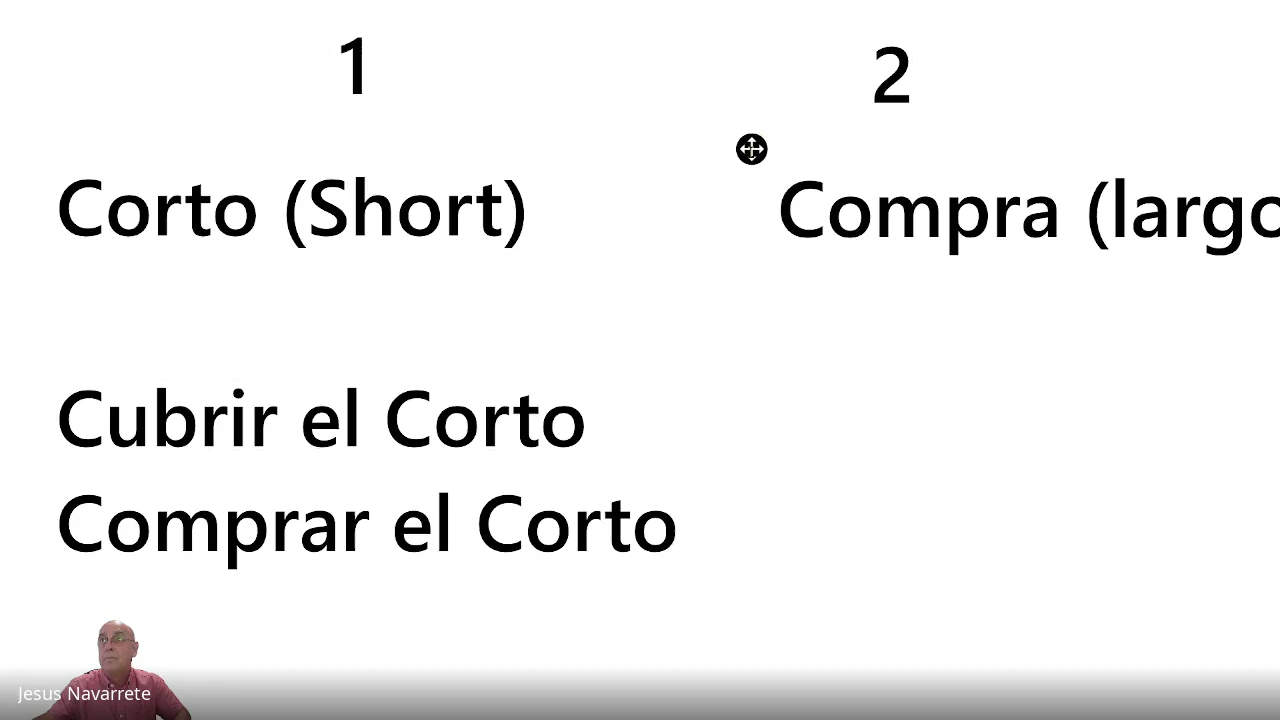 1
2
Corto (Short)
Compra (largo
Cubrir el Corto
Comprar el Corto
Jesus Navarrete